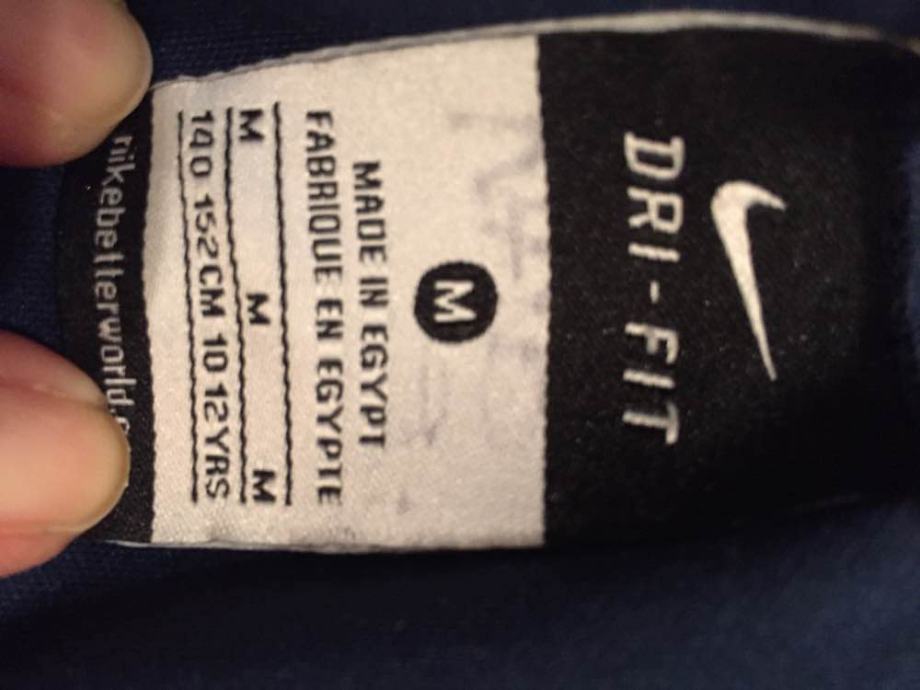 DRI-FIT
M
MADE IN EGYPT
FABRIQUE EN EGYPTE
M M M
140 152CM 10 12YRS
nikebetterworld.